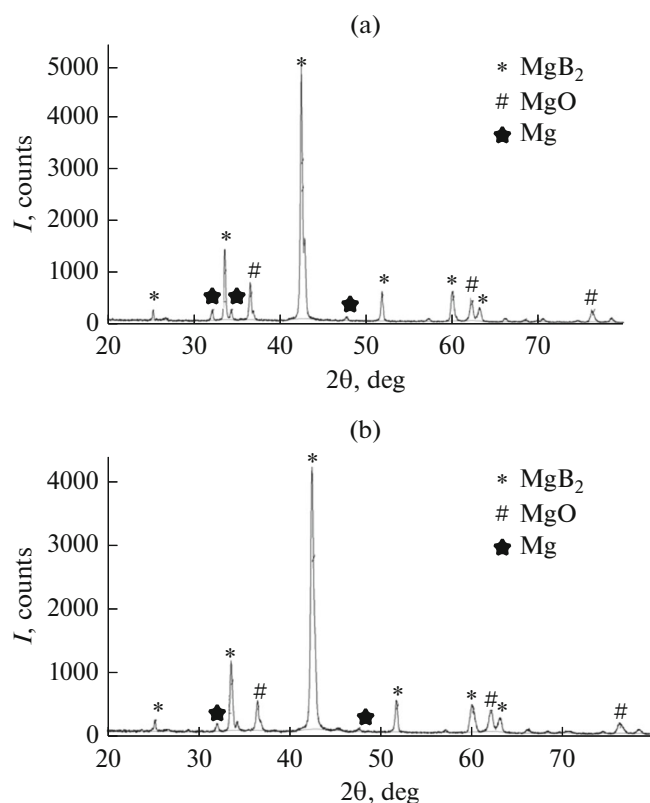 (a)
5000
4000
3000
2000
1000
0
I, counts
* MgB₂
# MgO
★ Mg
*
*
*
★
★
#
★
*
*
#
*
#
20 30 40 50 60 70
2θ, deg
(b)
4000
3000
2000
1000
0
I, counts
* MgB₂
# MgO
★ Mg
*
*
*
★
#
★
*
*
#
*
#
20 30 40 50 60 70
2θ, deg